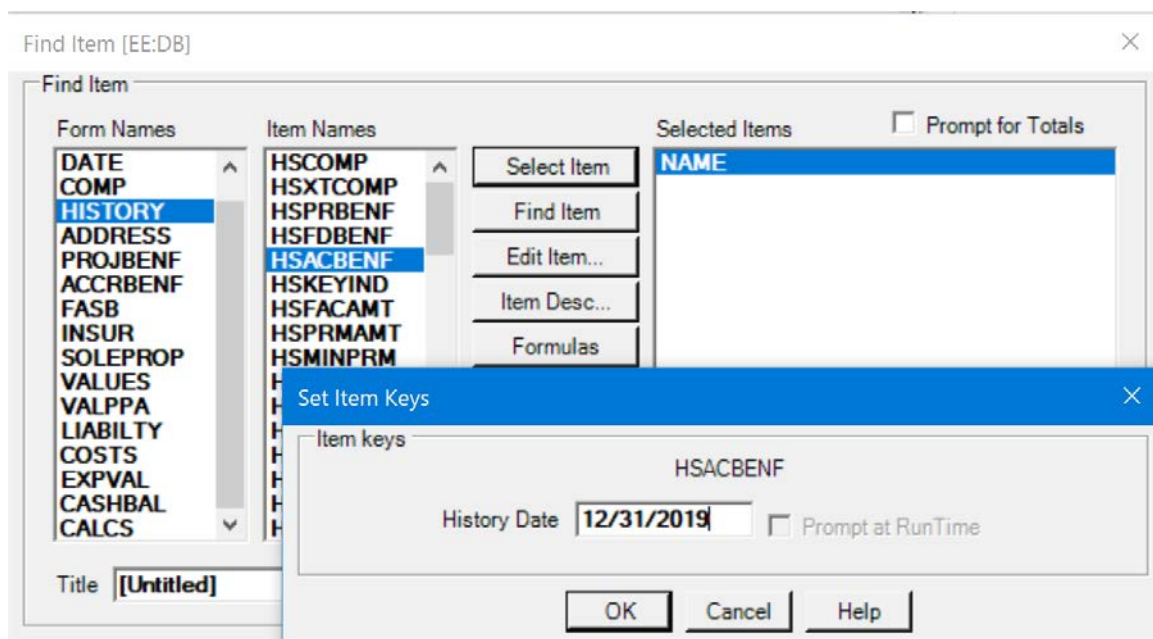 Find Item [EE:DB]
Find Item
Form Names
DATE
COMP
HISTORY
ADDRESS
PROJBENF
ACCRBENF
FASB
INSUR
SOLEPROP
VALUES
VALPPA
LIABILTY
COSTS
EXPVAL
CASHBAL
CALCS
Item Names
HSCOMP
HSXTCOMP
HSPRBENF
HSFDBENF
HSACBENF
HSKEYIND
HSFACAMT
HSPRMAMT
HSMINPRM
Select Item
Find Item
Edit Item...
Item Desc...
Formulas
Selected Items
Prompt for Totals
NAME
Title [Untitled]
Set Item Keys
Item keys
HSACBENF
History Date 12/31/2019
Prompt at RunTime
OK Cancel Help